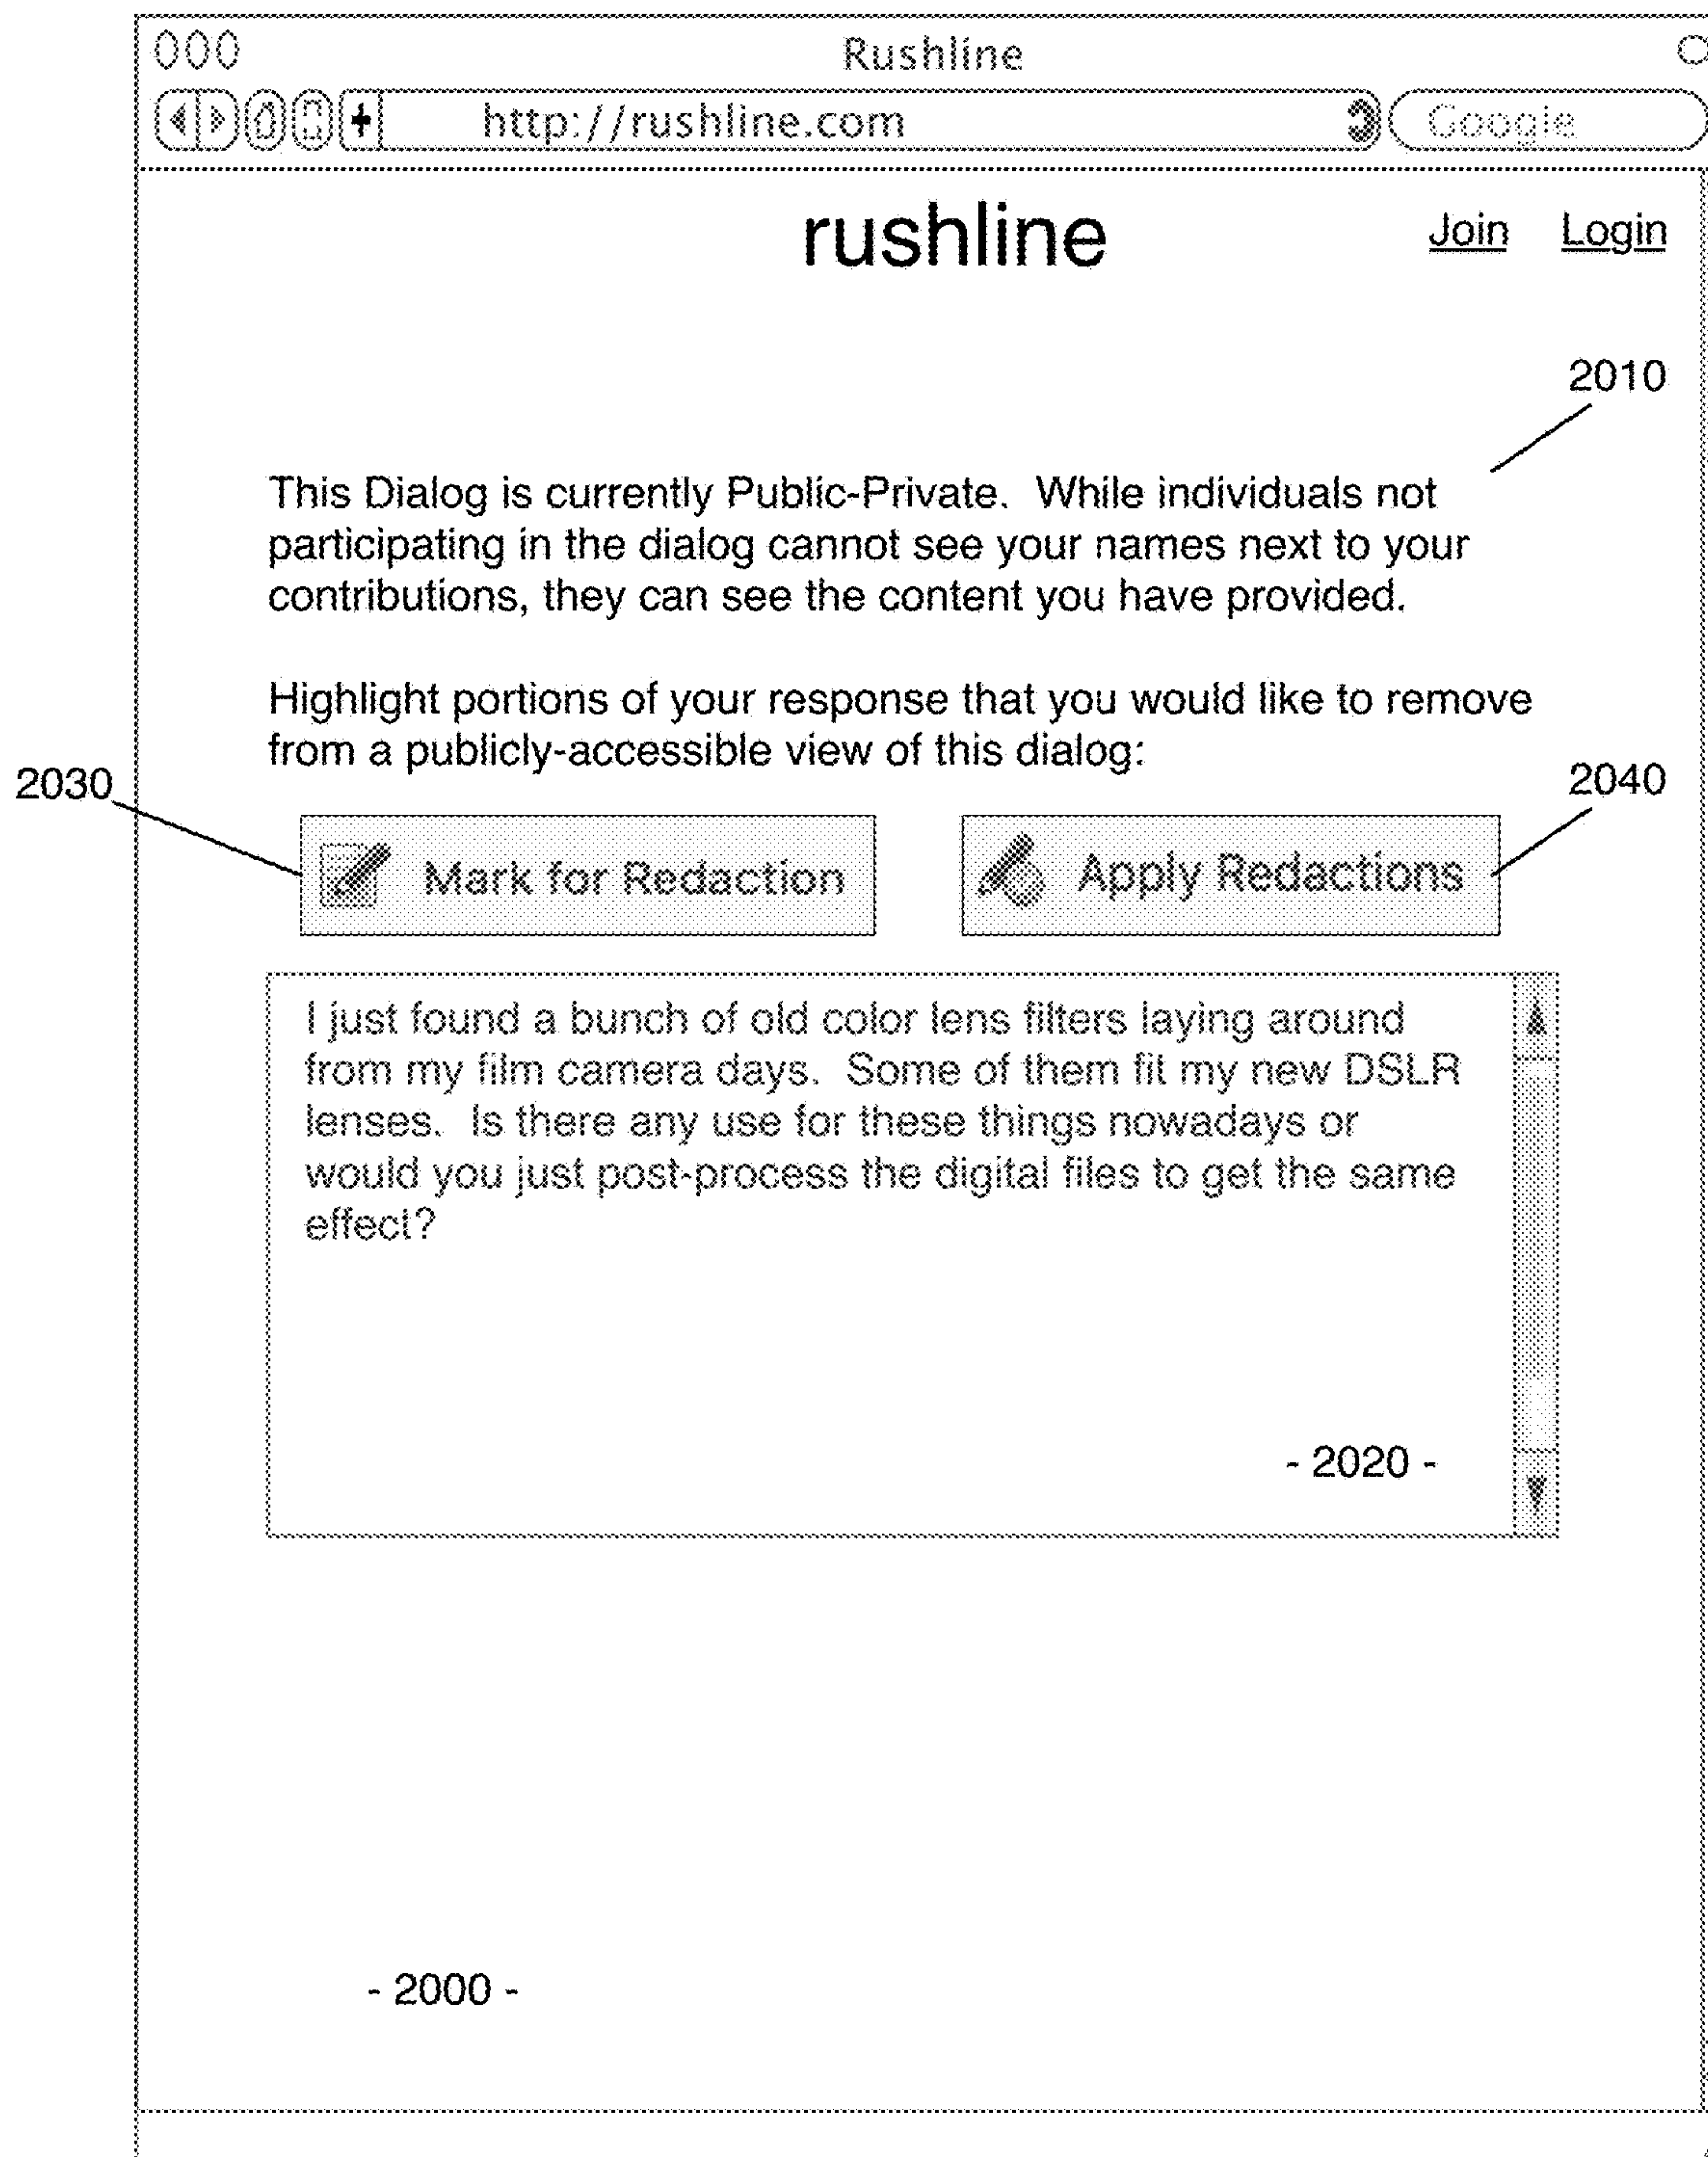 Rushline
http://rushline.com
Google
rushline
Join Login
2010
This Dialog is currently Public-Private. While individuals not
participating in the dialog cannot see your names next to your
contributions, they can see the content you have provided.
Highlight portions of your response that you would like to remove
from a publicly-accessible view of this dialog:
2030
2040
Mark for Redaction
Apply Redactions
I just found a bunch of old color lens filters laying around
from my film camera days. Some of them fit my new DSLR
lenses. Is there any use for these things nowadays or
would you just post-process the digital files to get the same
effect?
- 2020 -
- 2000 -